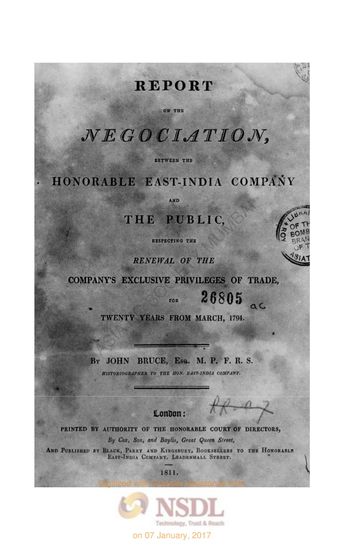 REPORT
ON THE
NEGOCIATION,
BETWEEN THE
HONORABLE EAST-INDIA COMPANY
AND
THE PUBLIC,
RESPECTING THE
RENEWAL OF THE
COMPANY'S EXCLUSIVE PRIVILEGES OF TRADE,
FOR
26805
TWENTY YEARS FROM MARCH, 1794.
By JOHN BRUCE, Esq. M. P. F. R. S.
HISTORIOGRAPHER TO THE HON. EAST-INDIA COMPANY.
London:
PRINTED BY AUTHORITY OF THE HONORABLE COURT OF DIRECTORS,
By Cox, Son, and Baylis, Great Queen Street,
AND PUBLISHED BY BLACK, PARRY AND KINGSBURY, BOOKSELLERS TO THE HONORABLE
EAST-INDIA COMPANY, LEADENHALL STREET.
1811.
NSDL
Technology, Trust & Reach
on 07 January, 2017